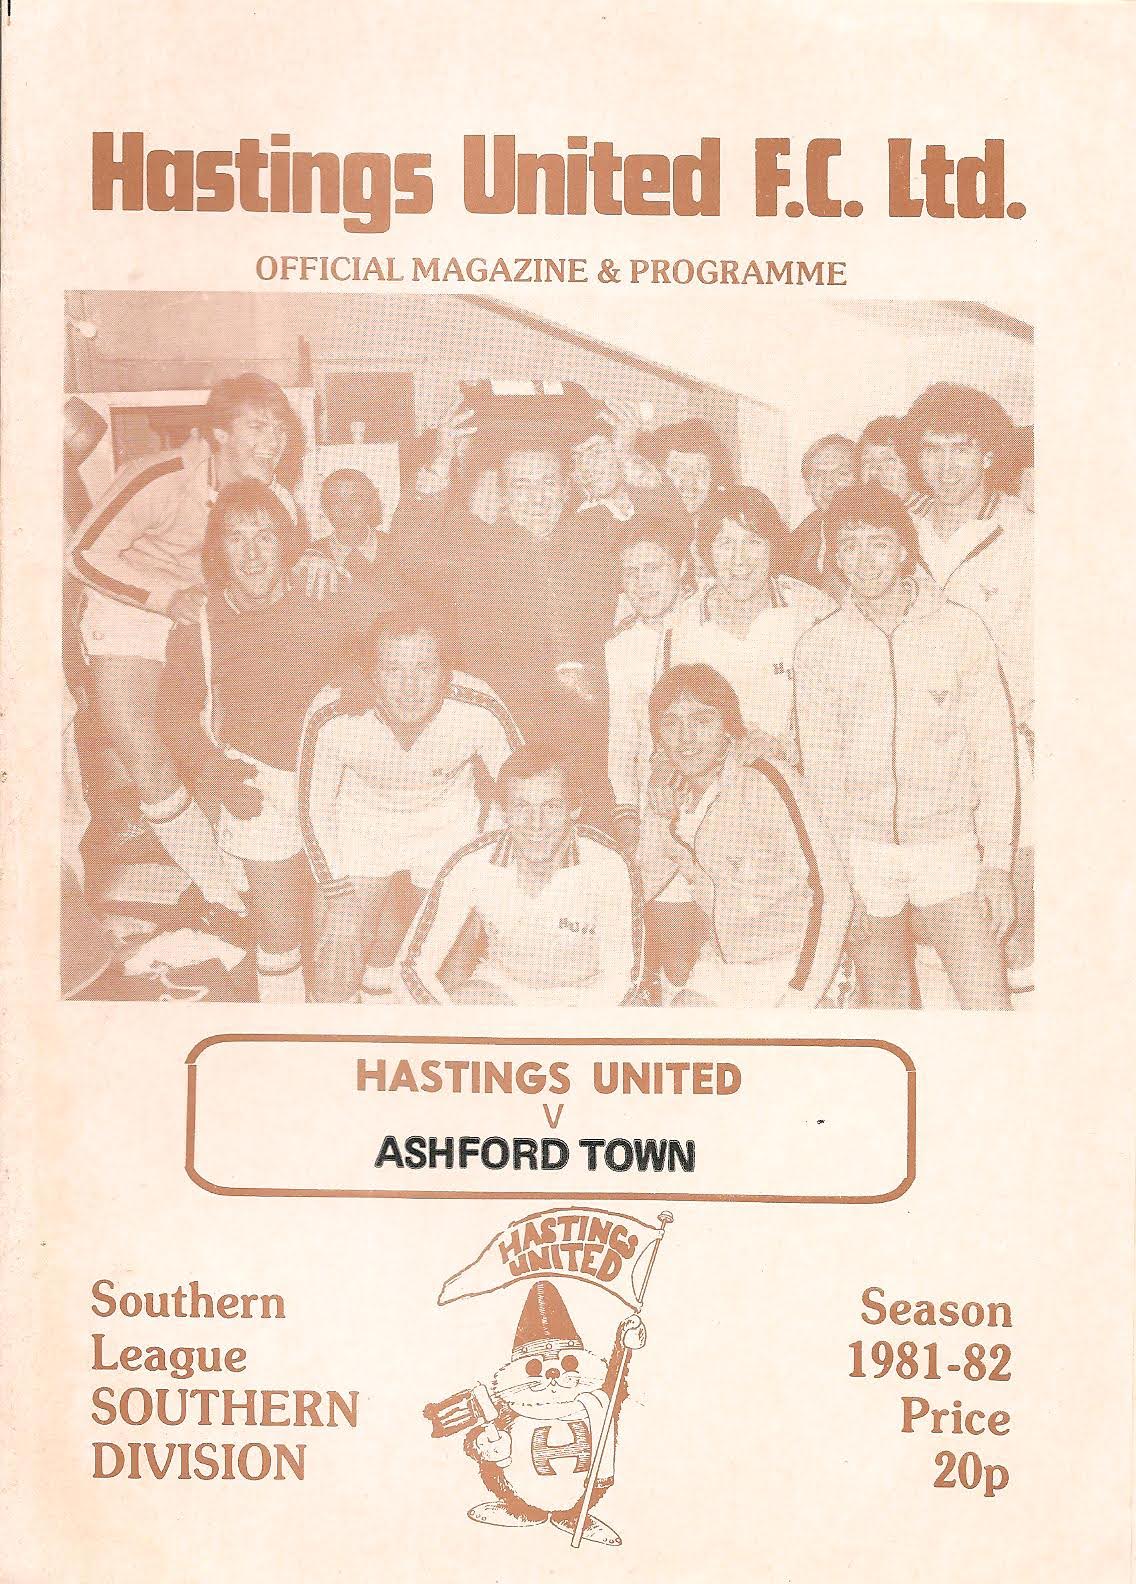 Hastings United F.C. Ltd.
OFFICIAL MAGAZINE & PROGRAMME
HASTINGS UNITED
V
ASHFORD TOWN
HASTINGS
UNITED
H
Southern
League
SOUTHERN
DIVISION
Season
1981-82
Price
20p